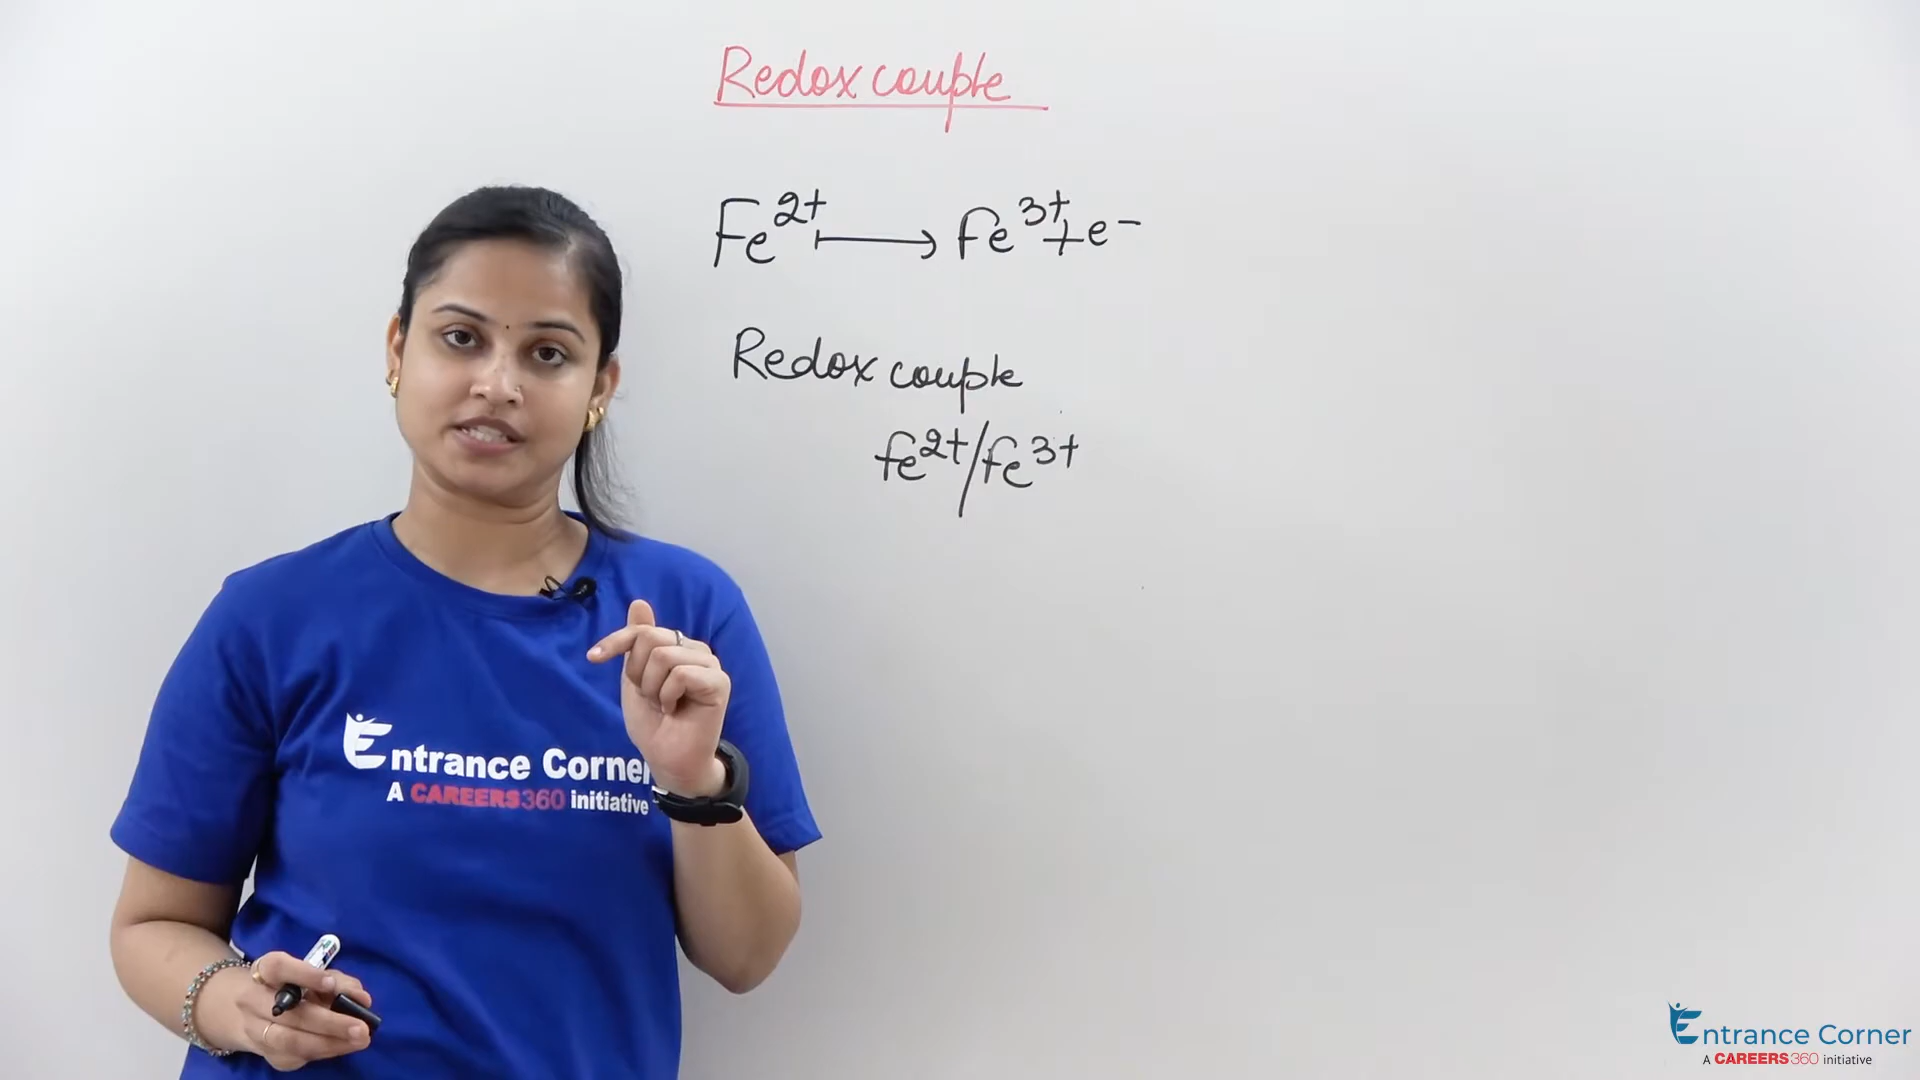 Redox couple
Fe²⁺ ⟶ Fe³⁺ + e⁻
Redox couple
fe²⁺/fe³⁺
Entrance Corner
A CAREERS360 initiative
Entrance Corner
A CAREERS360 initiative